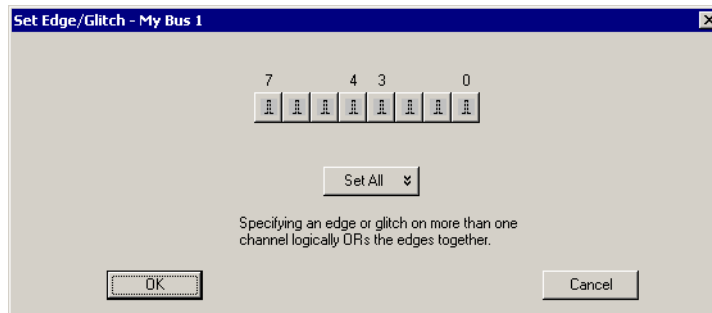 Set Edge/Glitch - My Bus 1
7 4 3 0
Set All
Specifying an edge or glitch on more than one
channel logically ORs the edges together.
OK Cancel